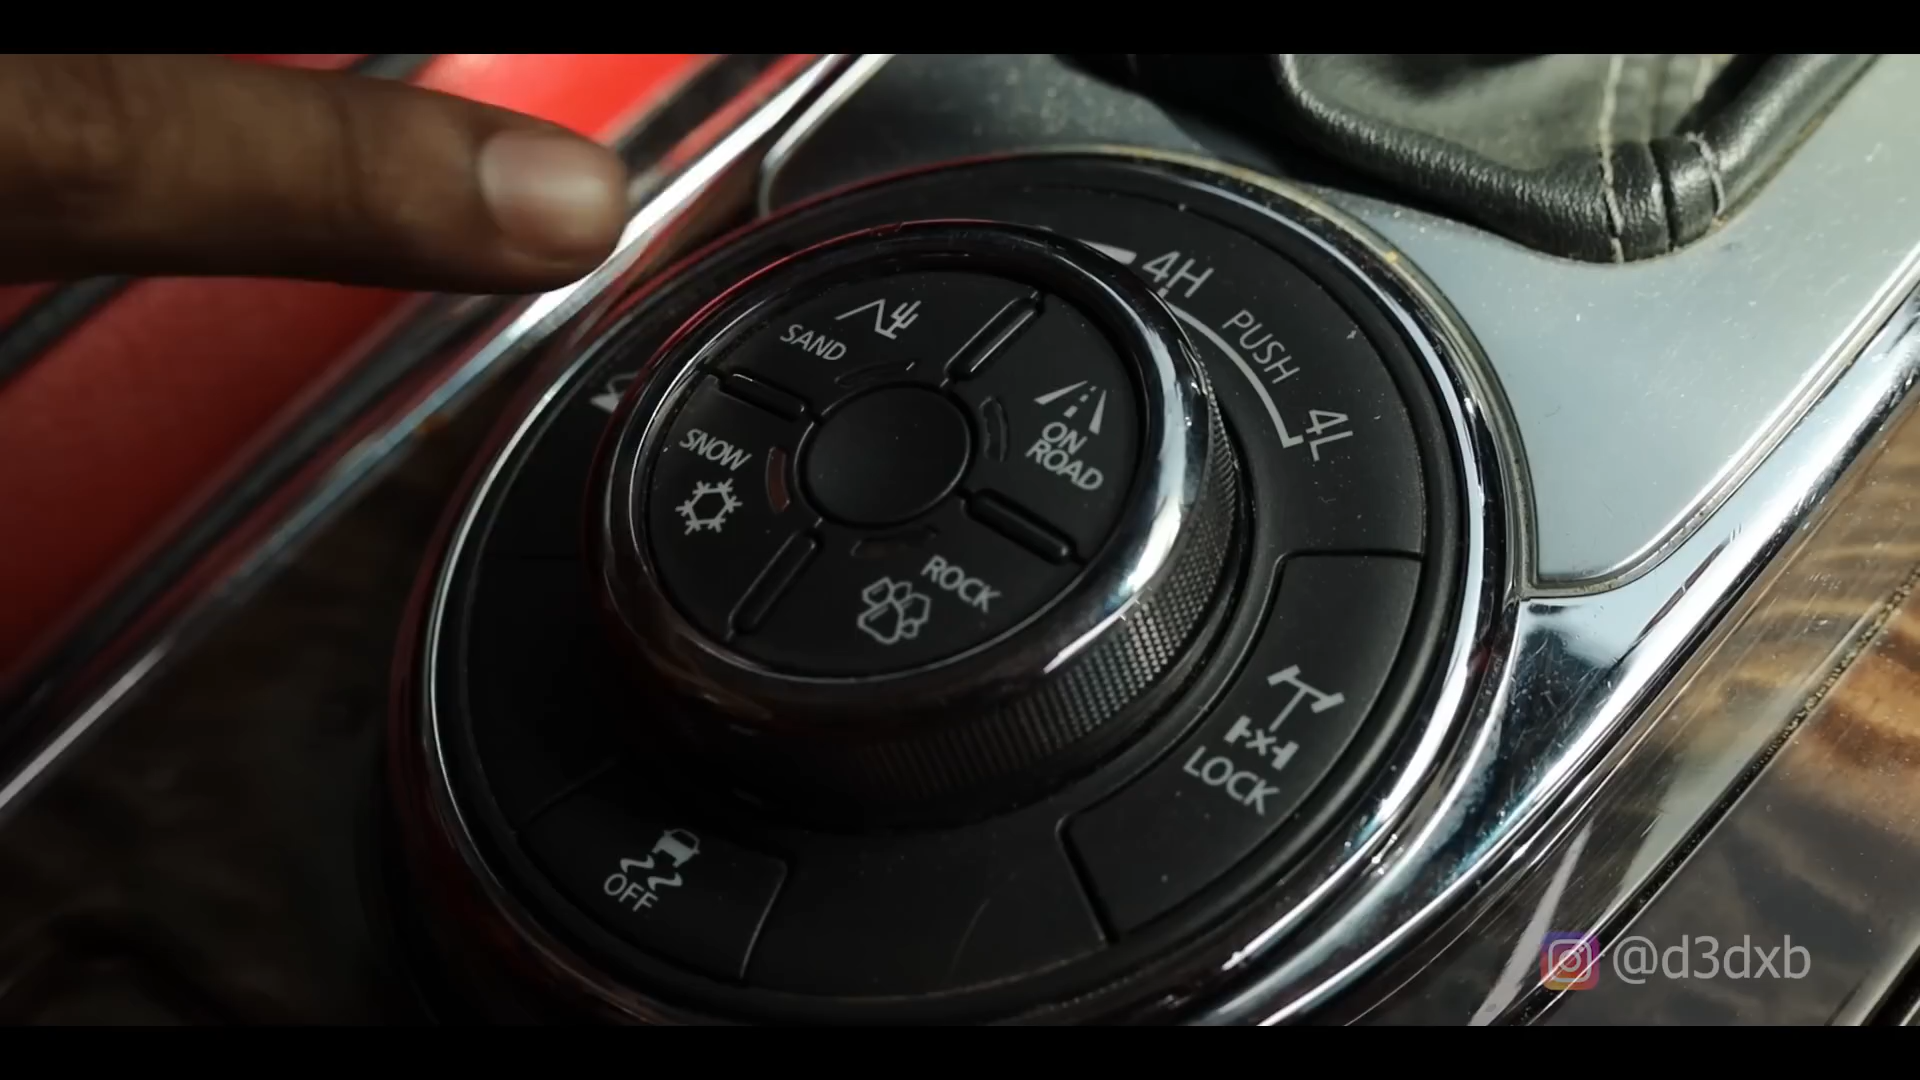 4H
PUSH
4L
SAND
ON
ROAD
SNOW
ROCK
LOCK
OFF
@d3dxb